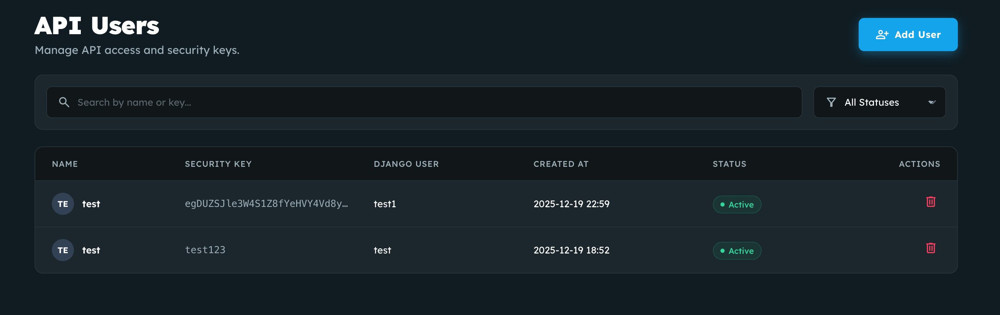 API Users
Manage API access and security keys.
Add User
Search by name or key...
All Statuses
NAME SECURITY KEY DJANGO USER CREATED AT STATUS ACTIONS
TE test egDUZSJle3W4S1Z8fYeHVY4Vd8y… test1 2025-12-19 22:59 Active
TE test test123 test 2025-12-19 18:52 Active